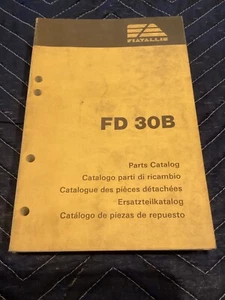 FIATALLIS
FD 30B
Parts Catalog
Catalogo parti di ricambio
Catalogue des pièces détachées
Ersatzteilkatalog
Catálogo de piezas de repuesto